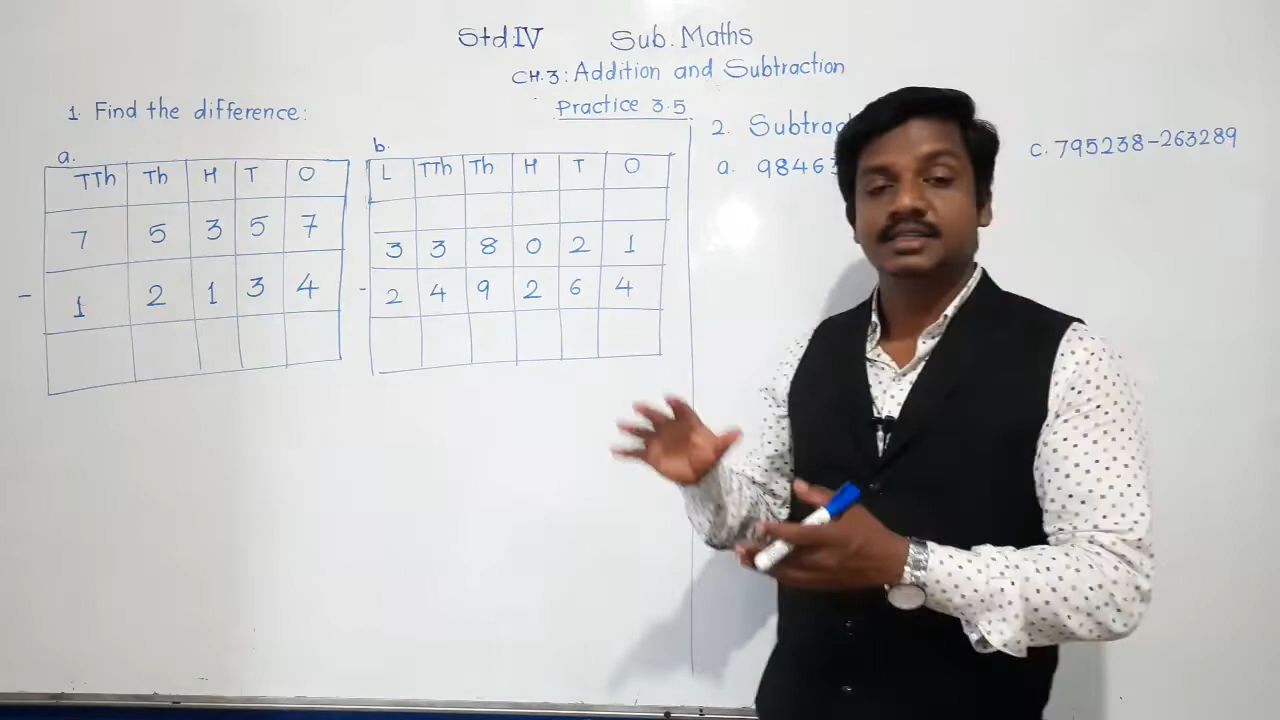 Std IV Sub. Maths
CH.3: Addition and Subtraction
Practice 3.5
1. Find the difference:
a.
TTh Th H T O
7 5 3 5 7
- 1 2 1 3 4
b.
L TTh Th H T O
3 3 8 0 2 1
- 2 4 9 2 6 4
2.
a. 9846
c. 795238-263289